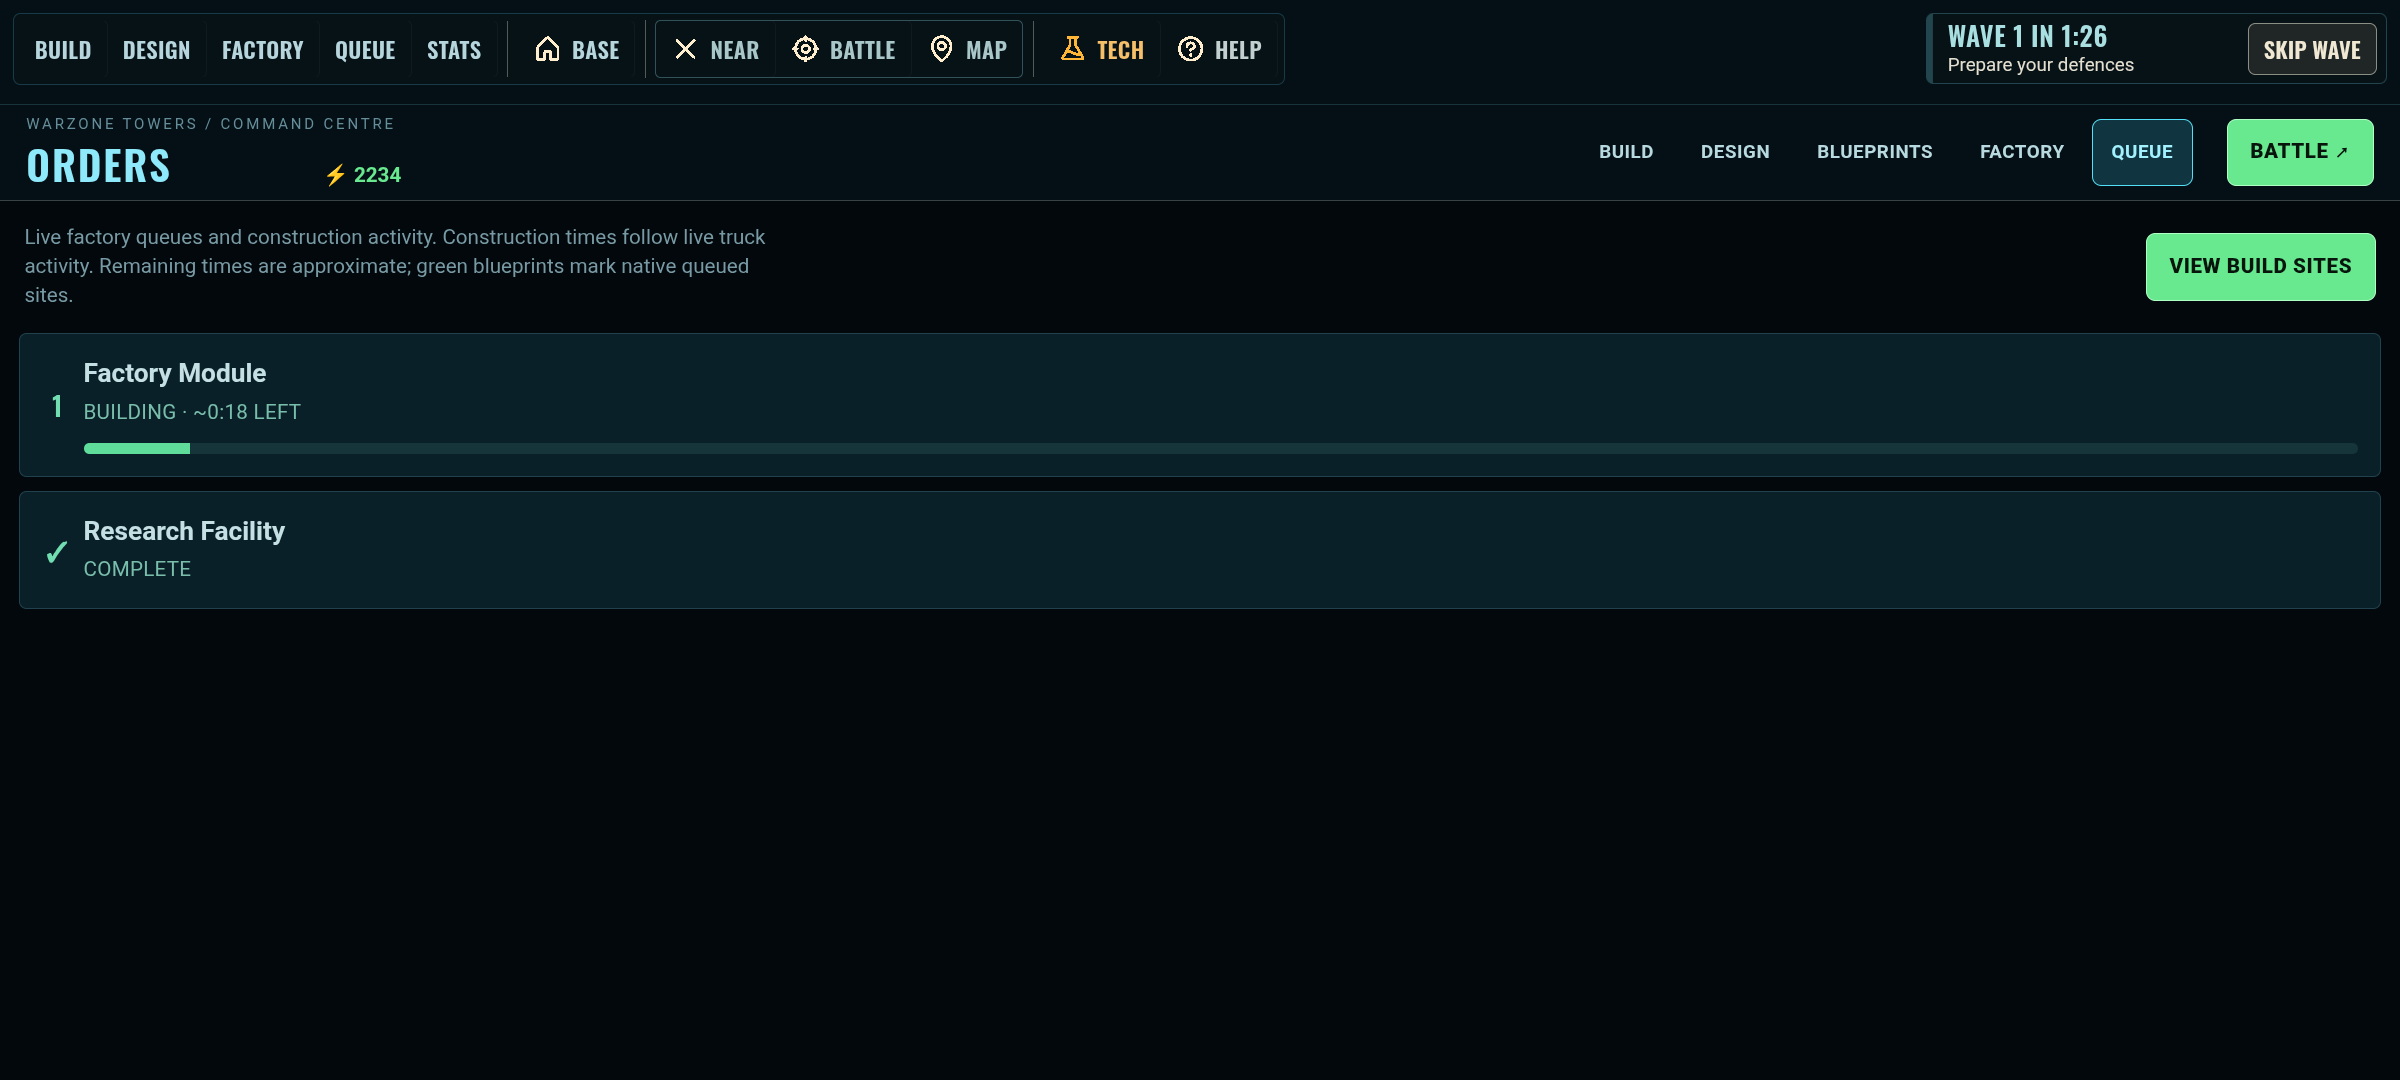 BUILD DESIGN FACTORY QUEUE STATS BASE NEAR BATTLE MAP TECH HELP
WAVE 1 IN 1:26
Prepare your defences
SKIP WAVE
WARZONE TOWERS / COMMAND CENTRE
ORDERS
⚡ 2234
BUILD DESIGN BLUEPRINTS FACTORY QUEUE BATTLE ↗
Live factory queues and construction activity. Construction times follow live truck
activity. Remaining times are approximate; green blueprints mark native queued
sites.
VIEW BUILD SITES
1
Factory Module
BUILDING · ~0:18 LEFT
✓
Research Facility
COMPLETE